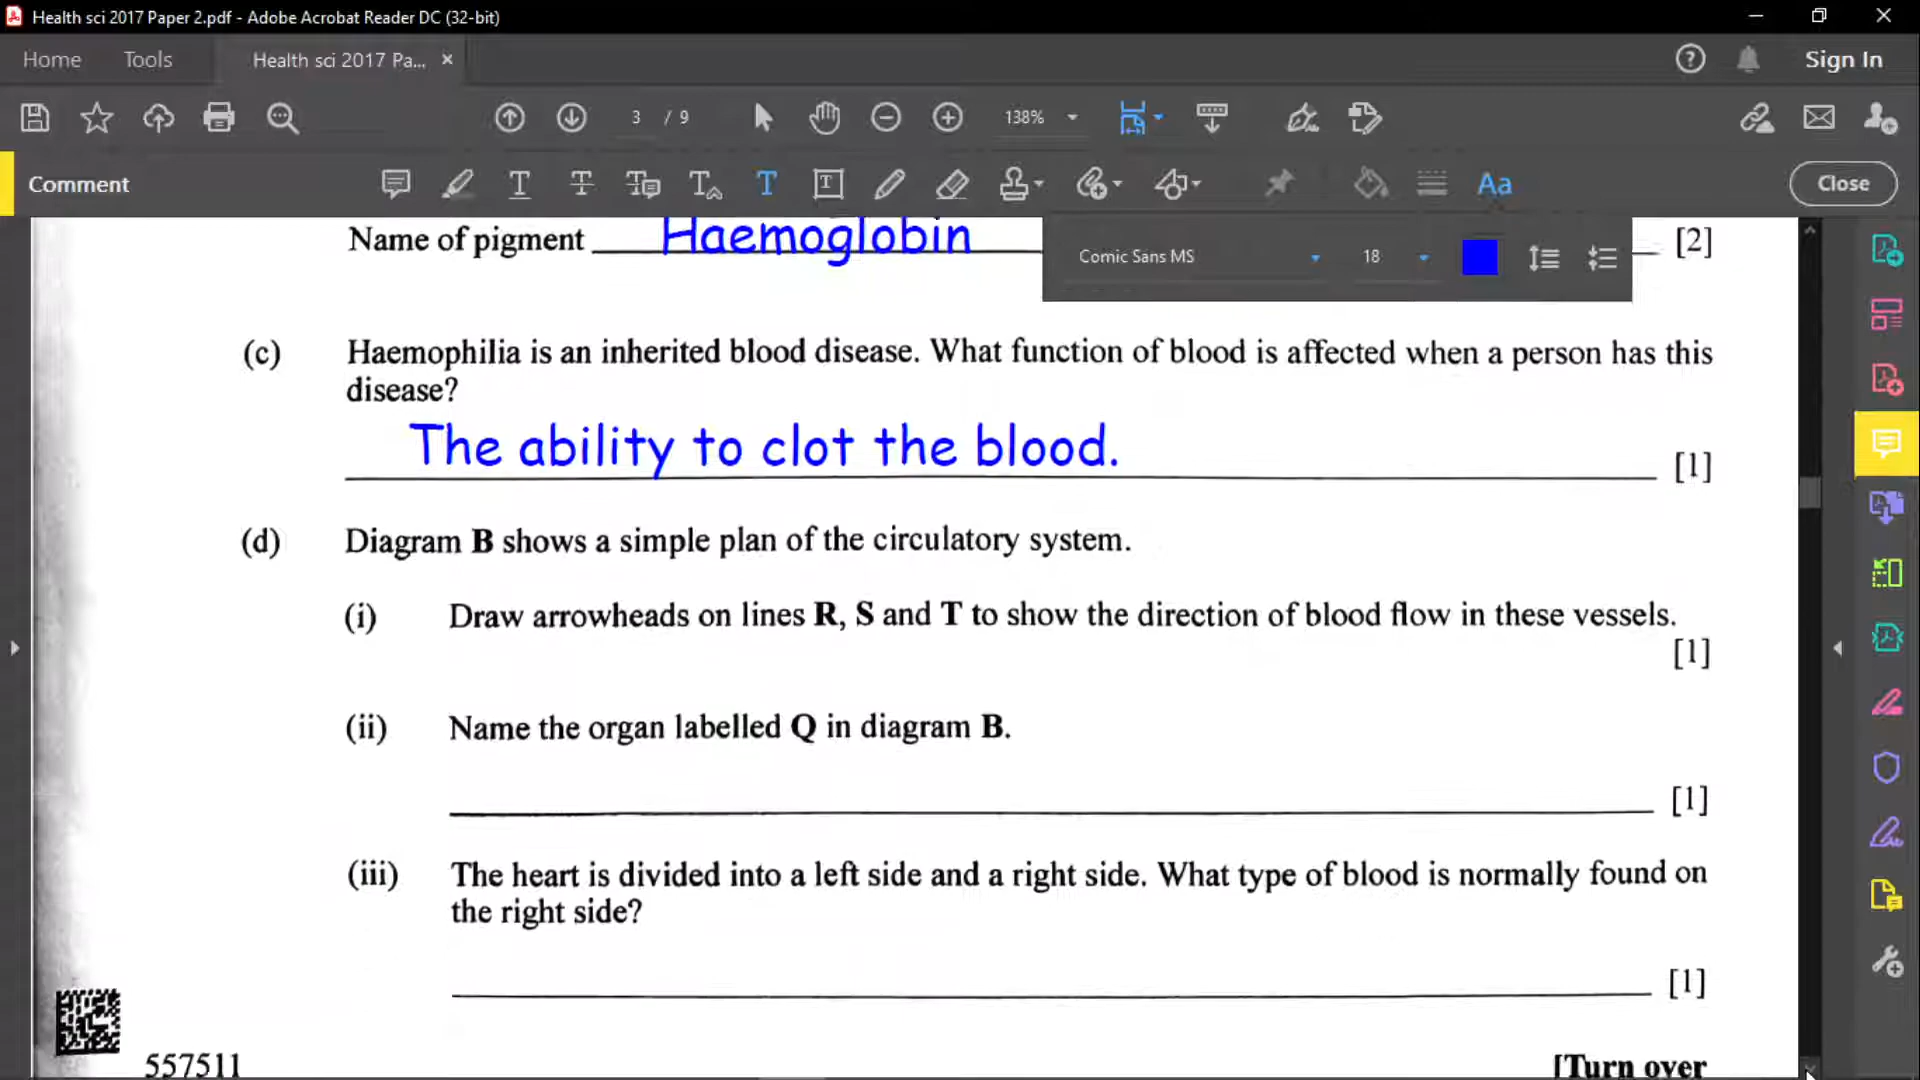 Health sci 2017 Paper 2.pdf - Adobe Acrobat Reader DC (32-bit)
Home Tools Health sci 2017 Pa... × ? Sign In
3 / 9 138%
Comment Aa Close
Name of pigment Haemoglobin [2]
Comic Sans MS 18
(c) Haemophilia is an inherited blood disease. What function of blood is affected when a person has this
disease?
The ability to clot the blood. [1]
(d) Diagram B shows a simple plan of the circulatory system.
(i) Draw arrowheads on lines R, S and T to show the direction of blood flow in these vessels.
[1]
(ii) Name the organ labelled Q in diagram B.
[1]
(iii) The heart is divided into a left side and a right side. What type of blood is normally found on
the right side?
[1]
557511 [Turn over